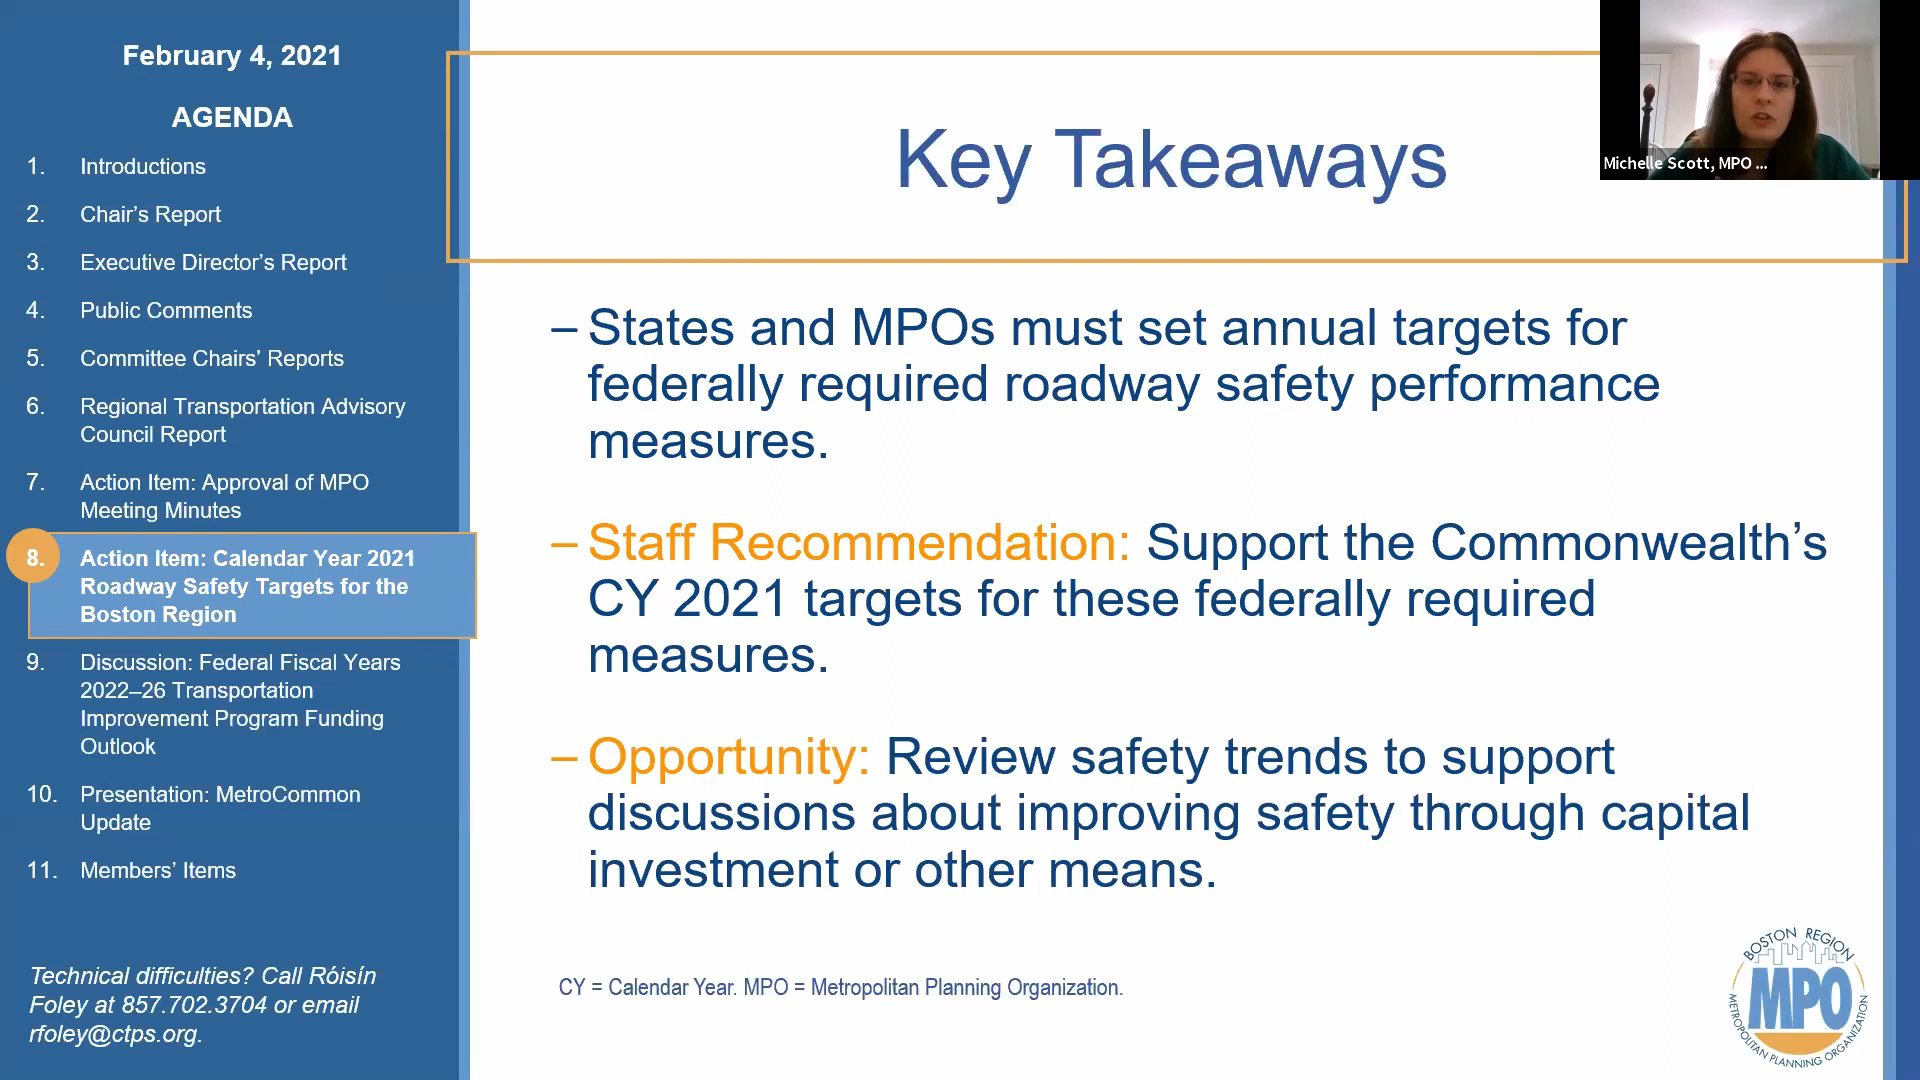 February 4, 2021
AGENDA
1. Introductions
2. Chair’s Report
3. Executive Director’s Report
4. Public Comments
5. Committee Chairs’ Reports
6. Regional Transportation Advisory
Council Report
7. Action Item: Approval of MPO
Meeting Minutes
8. Action Item: Calendar Year 2021
Roadway Safety Targets for the
Boston Region
9. Discussion: Federal Fiscal Years
2022–26 Transportation
Improvement Program Funding
Outlook
10. Presentation: MetroCommon
Update
11. Members’ Items
Technical difficulties? Call Róisín
Foley at 857.702.3704 or email
rfoley@ctps.org.
Key Takeaways
– States and MPOs must set annual targets for
federally required roadway safety performance
measures.
– Staff Recommendation: Support the Commonwealth’s
CY 2021 targets for these federally required
measures.
– Opportunity: Review safety trends to support
discussions about improving safety through capital
investment or other means.
CY = Calendar Year. MPO = Metropolitan Planning Organization.
Michelle Scott, MPO ...
BOSTON REGION
MPO
METROPOLITAN PLANNING ORGANIZATION